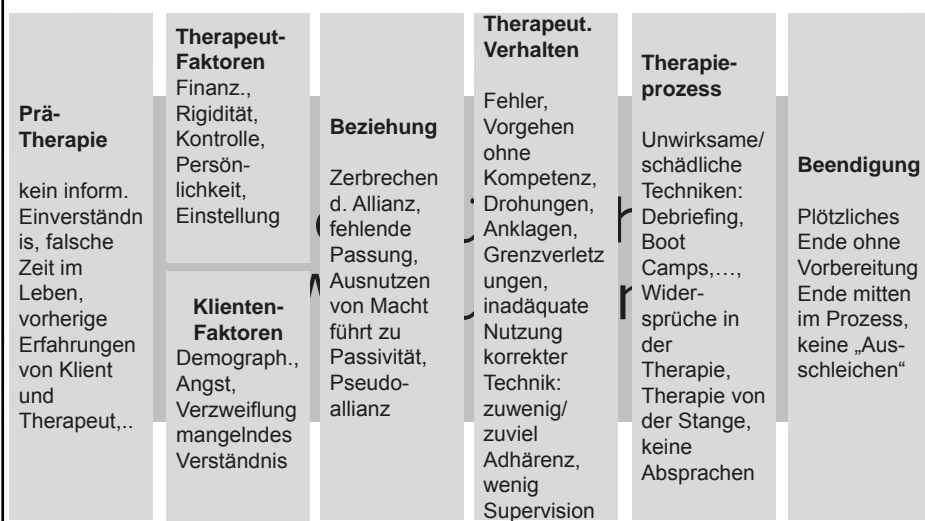 Prä-
Therapie
kein inform.
Einverständn
is, falsche
Zeit im
Leben,
vorherige
Erfahrungen
von Klient
und
Therapeut,..
Therapeut-
Faktoren
Finanz.,
Rigidität,
Kontrolle,
Persön-
lichkeit,
Einstellung
Klienten-
Faktoren
Demograph.,
Angst,
Verzweiflung
mangelndes
Verständnis
Beziehung
Zerbrechen
d. Allianz,
fehlende
Passung,
Ausnutzen
von Macht
führt zu
Passivität,
Pseudo-
allianz
Therapeut.
Verhalten
Fehler,
Vorgehen
ohne
Kompetenz,
Drohungen,
Anklagen,
Grenzverletz
ungen,
inadäquate
Nutzung
korrekter
Technik:
zuwenig/
zuviel
Adhärenz,
wenig
Supervision
Therapie-
prozess
Unwirksame/
schädliche
Techniken:
Debriefing,
Boot
Camps,…,
Wider-
sprüche in
der
Therapie,
Therapie von
der Stange,
keine
Absprachen
Beendigung
Plötzliches
Ende ohne
Vorbereitung
Ende mitten
im Prozess,
keine „Aus-
schleichen“